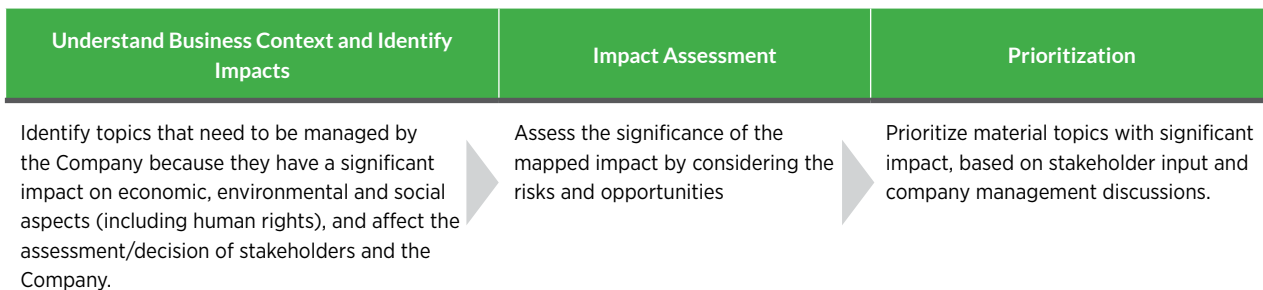 Understand Business Context and Identify
Impacts
Impact Assessment
Prioritization
Identify topics that need to be managed by
the Company because they have a significant
impact on economic, environmental and social
aspects (including human rights), and affect the
assessment/decision of stakeholders and the
Company.
Assess the significance of the
mapped impact by considering the
risks and opportunities
Prioritize material topics with significant
impact, based on stakeholder input and
company management discussions.